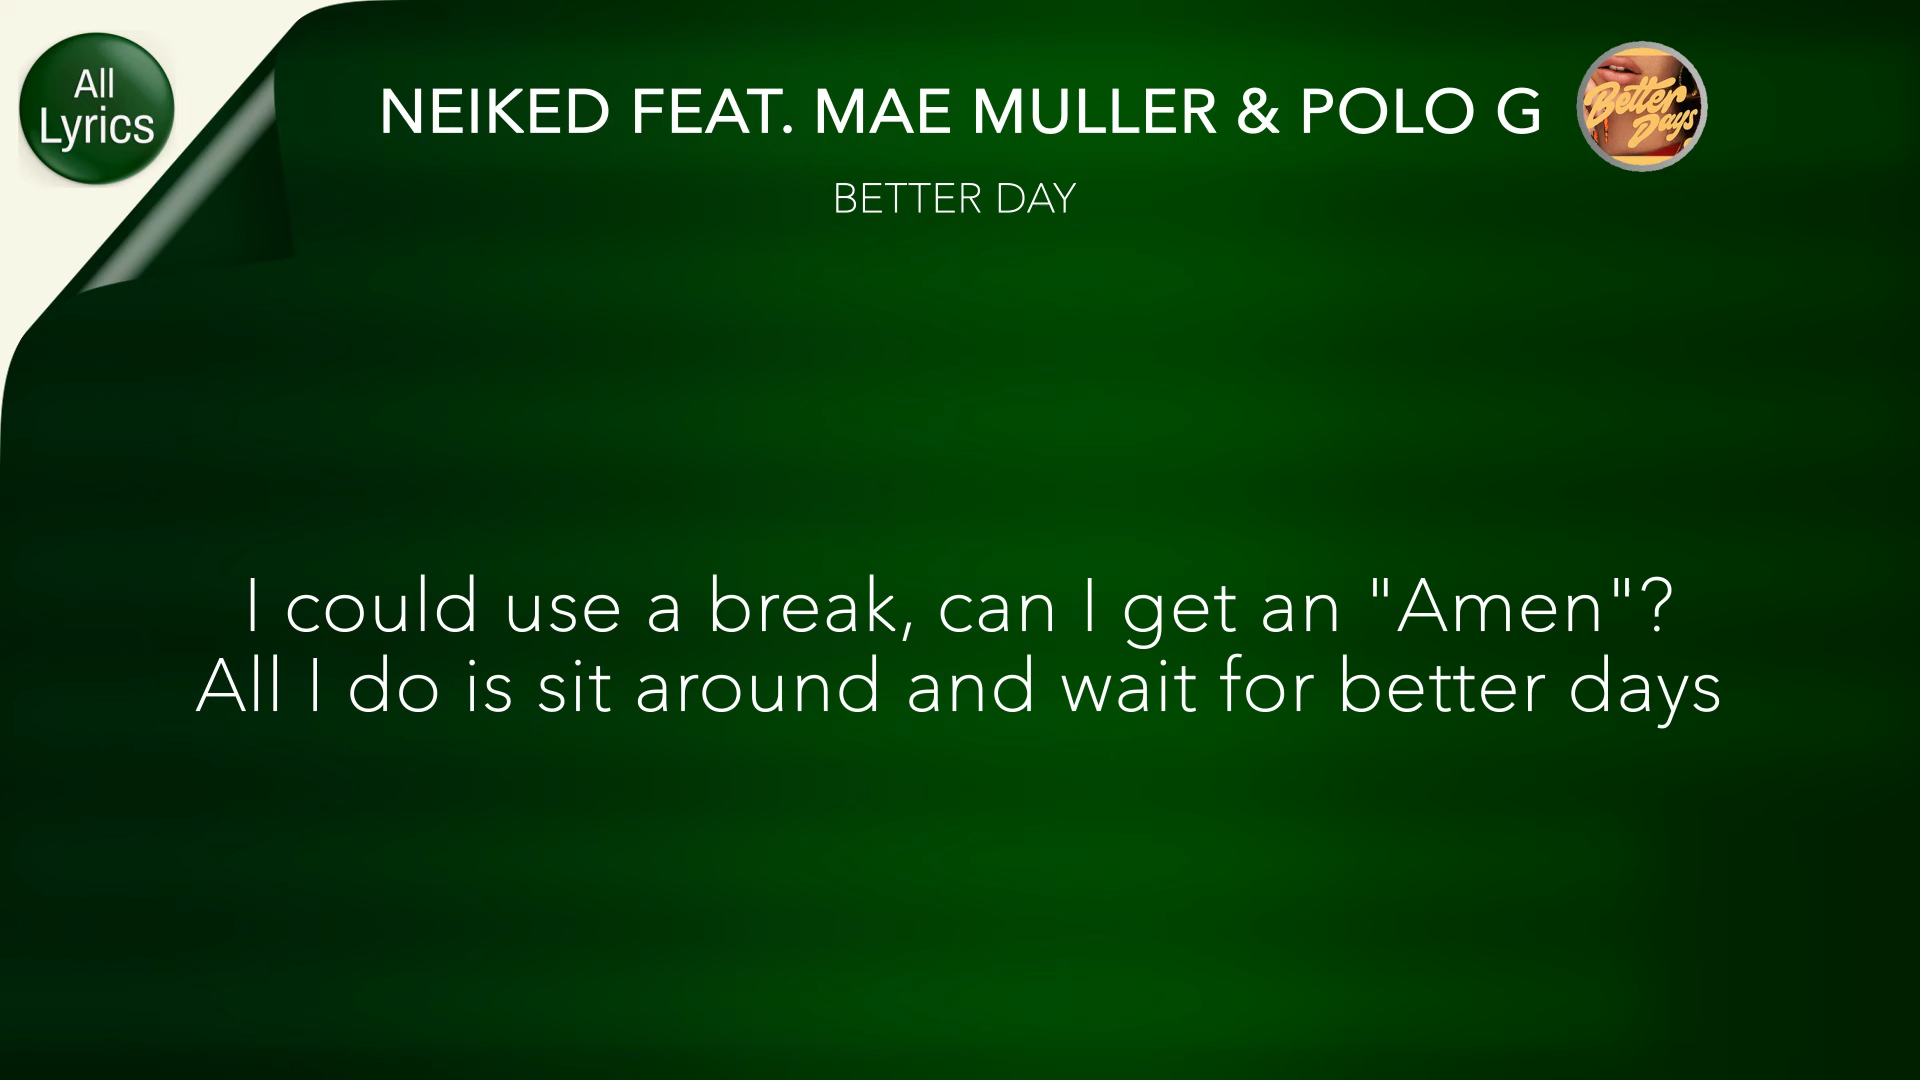 All
Lyrics
NEIKED FEAT. MAE MULLER & POLO G
Better
Days
BETTER DAY
I could use a break, can I get an "Amen"?
All I do is sit around and wait for better days